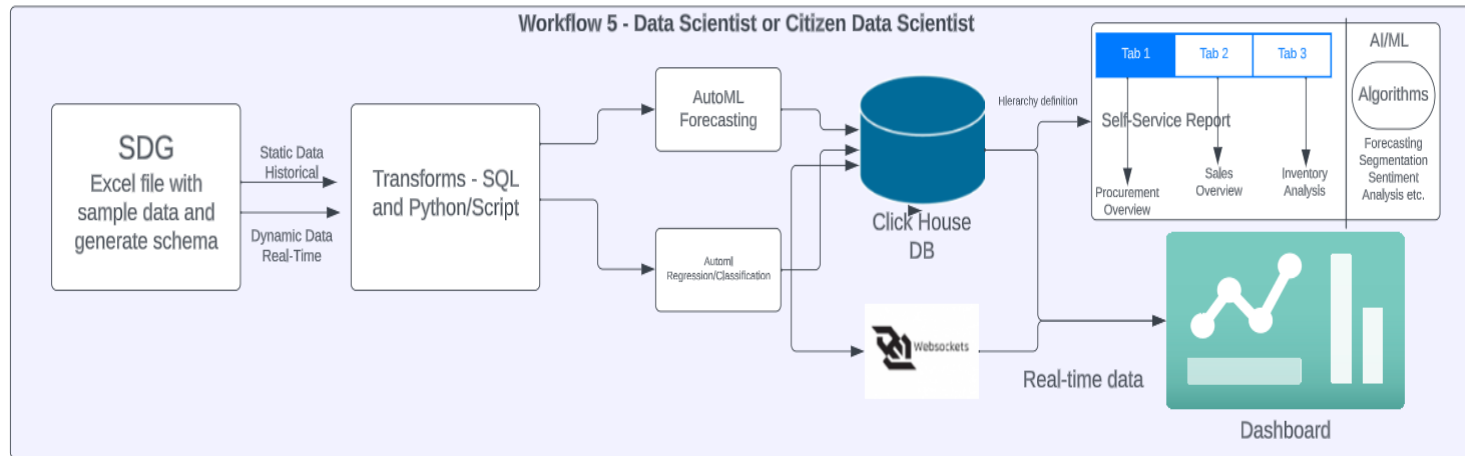 Workflow 5 - Data Scientist or Citizen Data Scientist
SDG
Excel file with
sample data and
generate schema
Static Data
Historical
Dynamic Data
Real-Time
Transforms - SQL
and Python/Script
AutoML
Forecasting
Automl
Regression/Classification
Click House
DB
Websockets
Hierarchy definition
Tab 1
Tab 2
Tab 3
Self-Service Report
Procurement
Overview
Sales
Overview
Inventory
Analysis
AI/ML
Algorithms
Forecasting
Segmentation
Sentiment
Analysis etc.
Real-time data
Dashboard